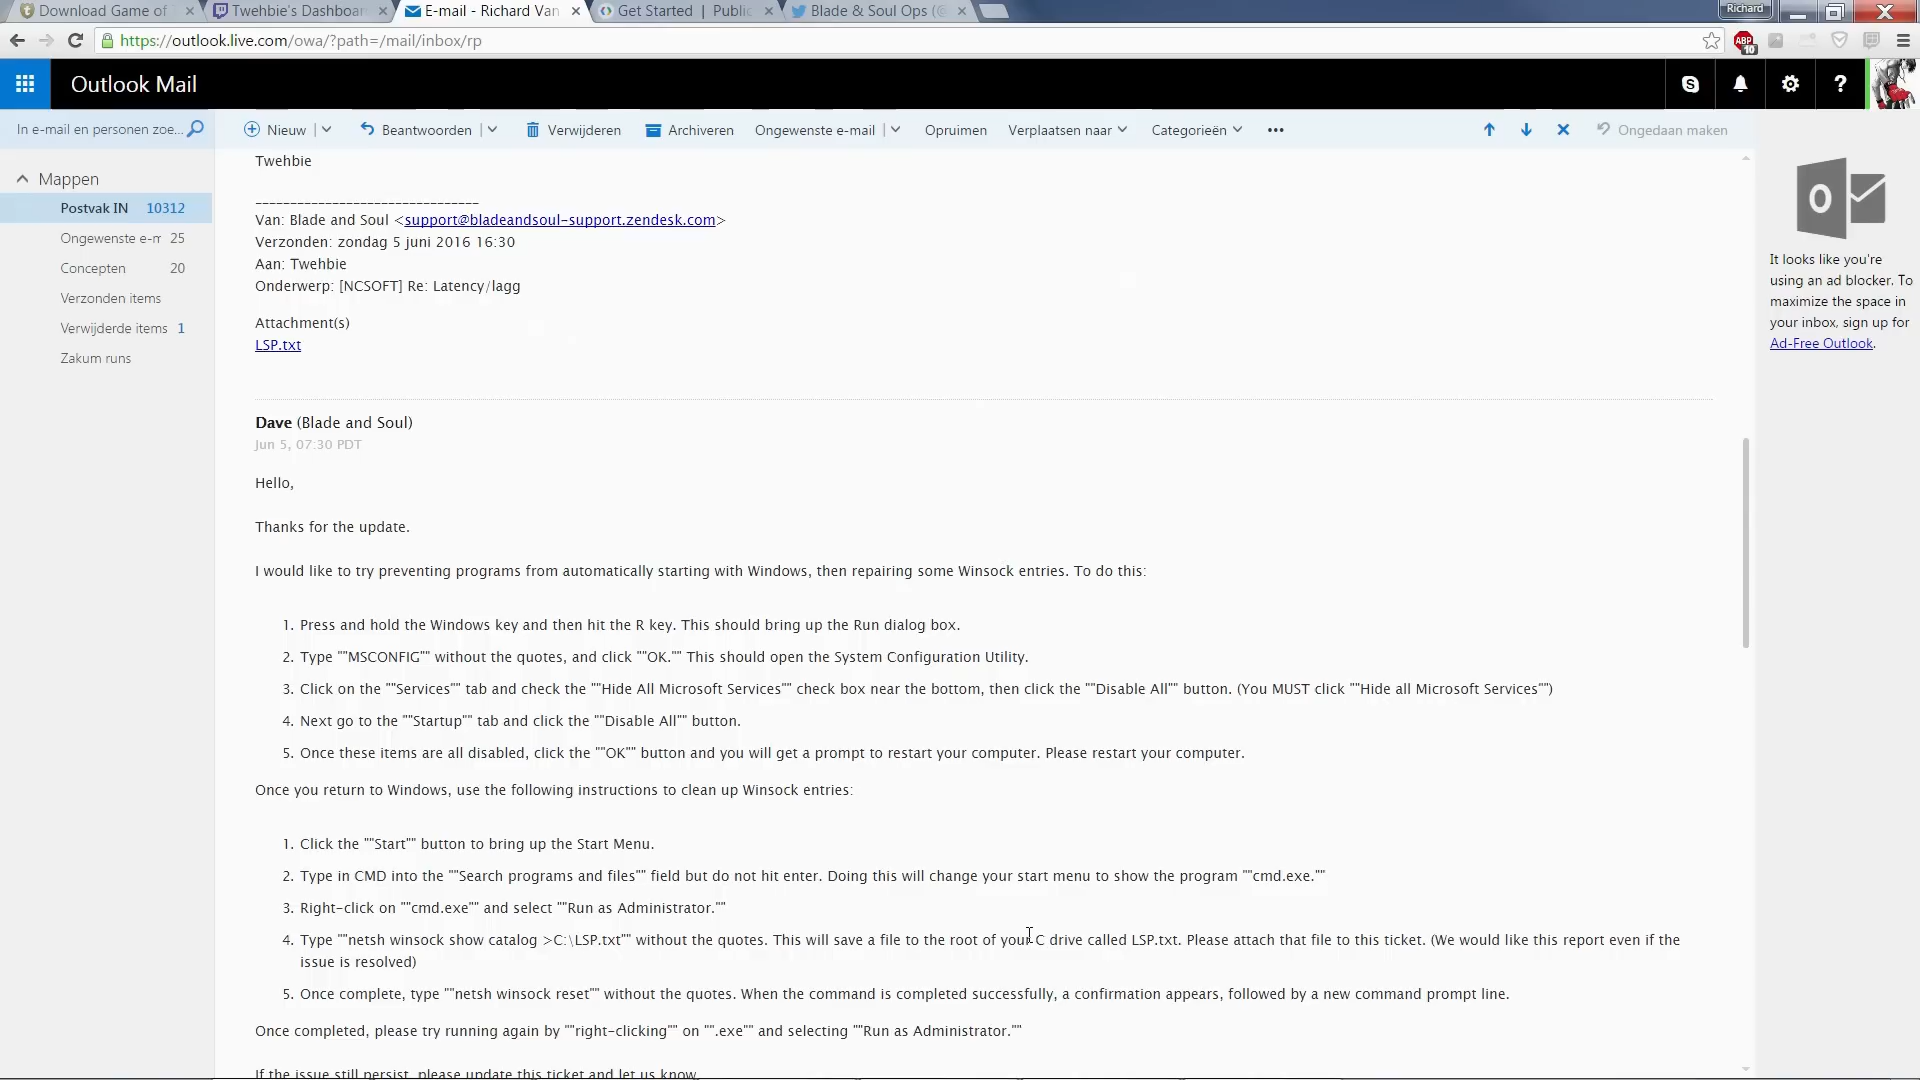 Download Game of
Twehbie's Dashboar
E-mail - Richard Van
Get Started | Public
Blade & Soul Ops (@
Richard
https://outlook.live.com/owa/?path=/mail/inbox/rp
ABP
10
Outlook Mail
?
In e-mail en personen zoe...
Nieuw
Beantwoorden
Verwijderen
Archiveren
Ongewenste e-mail
Opruimen
Verplaatsen naar
Categorieën
Ongedaan maken
Mappen
Postvak IN 10312
Ongewenste e-m 25
Concepten 20
Verzonden items
Verwijderde items 1
Zakum runs
Twehbie
________________________________
Van: Blade and Soul <support@bladeandsoul-support.zendesk.com>
Verzonden: zondag 5 juni 2016 16:30
Aan: Twehbie
Onderwerp: [NCSOFT] Re: Latency/lagg
Attachment(s)
LSP.txt
Dave (Blade and Soul)
Jun 5, 07:30 PDT
Hello,
Thanks for the update.
I would like to try preventing programs from automatically starting with Windows, then repairing some Winsock entries. To do this:
1. Press and hold the Windows key and then hit the R key. This should bring up the Run dialog box.
2. Type ""MSCONFIG"" without the quotes, and click ""OK."" This should open the System Configuration Utility.
3. Click on the ""Services"" tab and check the ""Hide All Microsoft Services"" check box near the bottom, then click the ""Disable All"" button. (You MUST click ""Hide all Microsoft Services"")
4. Next go to the ""Startup"" tab and click the ""Disable All"" button.
5. Once these items are all disabled, click the ""OK"" button and you will get a prompt to restart your computer. Please restart your computer.
Once you return to Windows, use the following instructions to clean up Winsock entries:
1. Click the ""Start"" button to bring up the Start Menu.
2. Type in CMD into the ""Search programs and files"" field but do not hit enter. Doing this will change your start menu to show the program ""cmd.exe.""
3. Right-click on ""cmd.exe"" and select ""Run as Administrator.""
4. Type ""netsh winsock show catalog >C:\LSP.txt"" without the quotes. This will save a file to the root of your C drive called LSP.txt. Please attach that file to this ticket. (We would like this report even if the
issue is resolved)
5. Once complete, type ""netsh winsock reset"" without the quotes. When the command is completed successfully, a confirmation appears, followed by a new command prompt line.
Once completed, please try running again by ""right-clicking"" on "".exe"" and selecting ""Run as Administrator.""
If the issue still persist, please update this ticket and let us know.
It looks like you're
using an ad blocker. To
maximize the space in
your inbox, sign up for
Ad-Free Outlook.